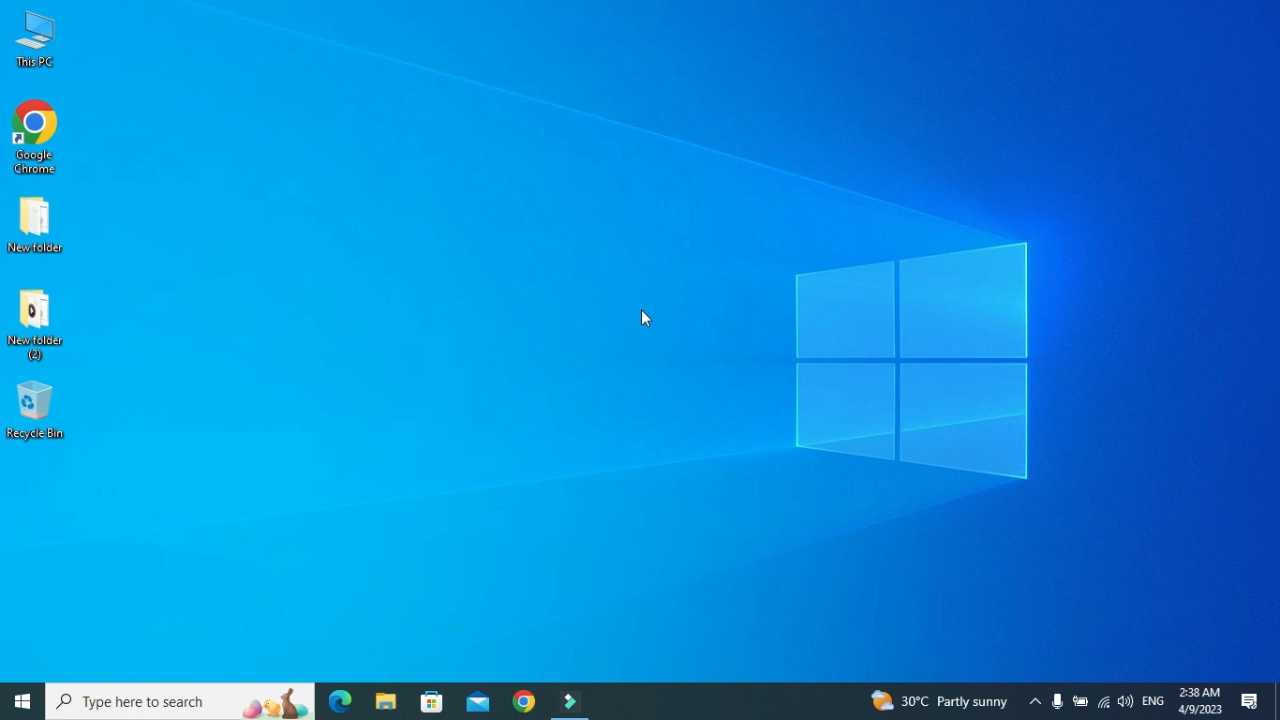 This PC
Google
Chrome
New folder
New folder
(2)
Recycle Bin
Type here to search
30°C Partly sunny
ENG
2:38 AM
4/9/2023